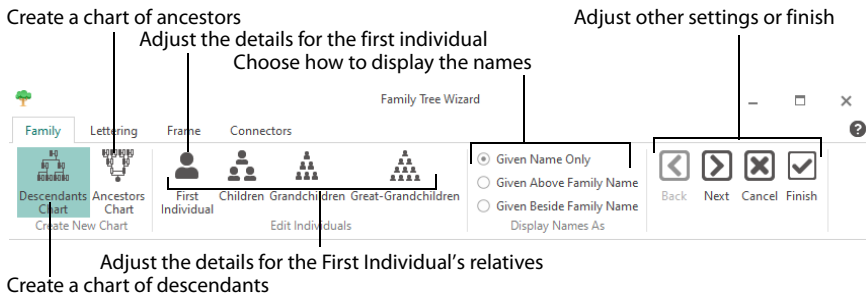 Create a chart of ancestors
Adjust other settings or finish
Adjust the details for the first individual
Choose how to display the names
Family Tree Wizard
Family Lettering Frame Connectors
Descendants Chart
Ancestors Chart
First Individual
Children
Grandchildren
Great-Grandchildren
Given Name Only
Given Above Family Name
Given Beside Family Name
Back Next Cancel Finish
Create New Chart
Edit Individuals
Display Names As
Adjust the details for the First Individual’s relatives
Create a chart of descendants